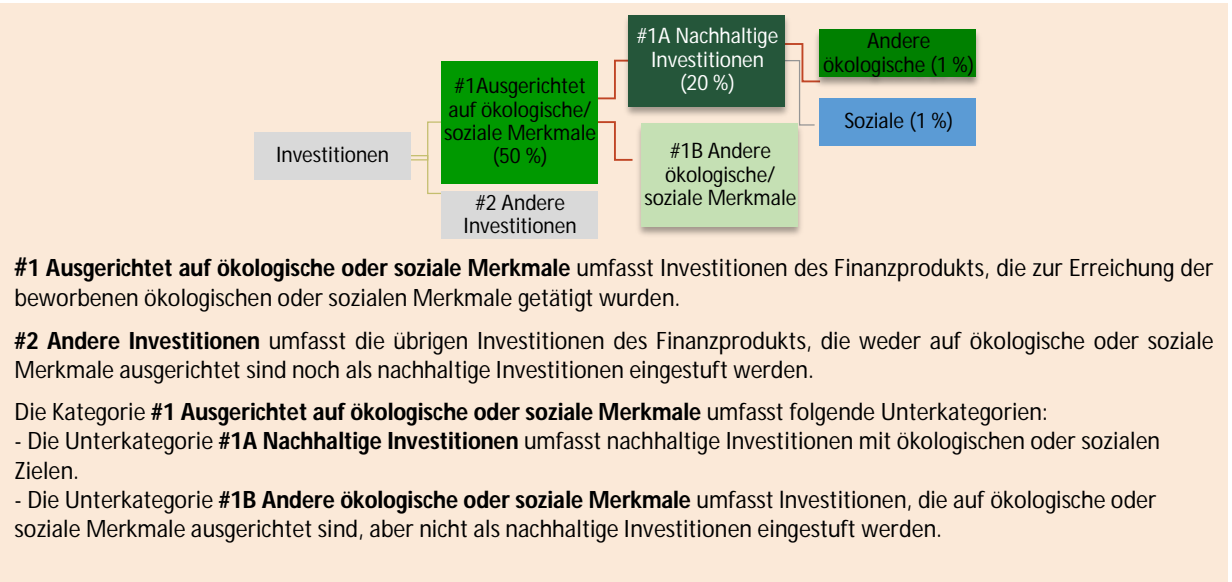 #1A Nachhaltige
Investitionen
(20 %)
Andere
ökologische (1 %)
#1Ausgerichtet
auf ökologische/
soziale Merkmale
(50 %)
Soziale (1 %)
Investitionen
#1B Andere
ökologische/
soziale Merkmale
#2 Andere
Investitionen
#1 Ausgerichtet auf ökologische oder soziale Merkmale umfasst Investitionen des Finanzprodukts, die zur Erreichung der
beworbenen ökologischen oder sozialen Merkmale getätigt wurden.
#2 Andere Investitionen umfasst die übrigen Investitionen des Finanzprodukts, die weder auf ökologische oder soziale
Merkmale ausgerichtet sind noch als nachhaltige Investitionen eingestuft werden.
Die Kategorie #1 Ausgerichtet auf ökologische oder soziale Merkmale umfasst folgende Unterkategorien:
- Die Unterkategorie #1A Nachhaltige Investitionen umfasst nachhaltige Investitionen mit ökologischen oder sozialen
Zielen.
- Die Unterkategorie #1B Andere ökologische oder soziale Merkmale umfasst Investitionen, die auf ökologische oder
soziale Merkmale ausgerichtet sind, aber nicht als nachhaltige Investitionen eingestuft werden.